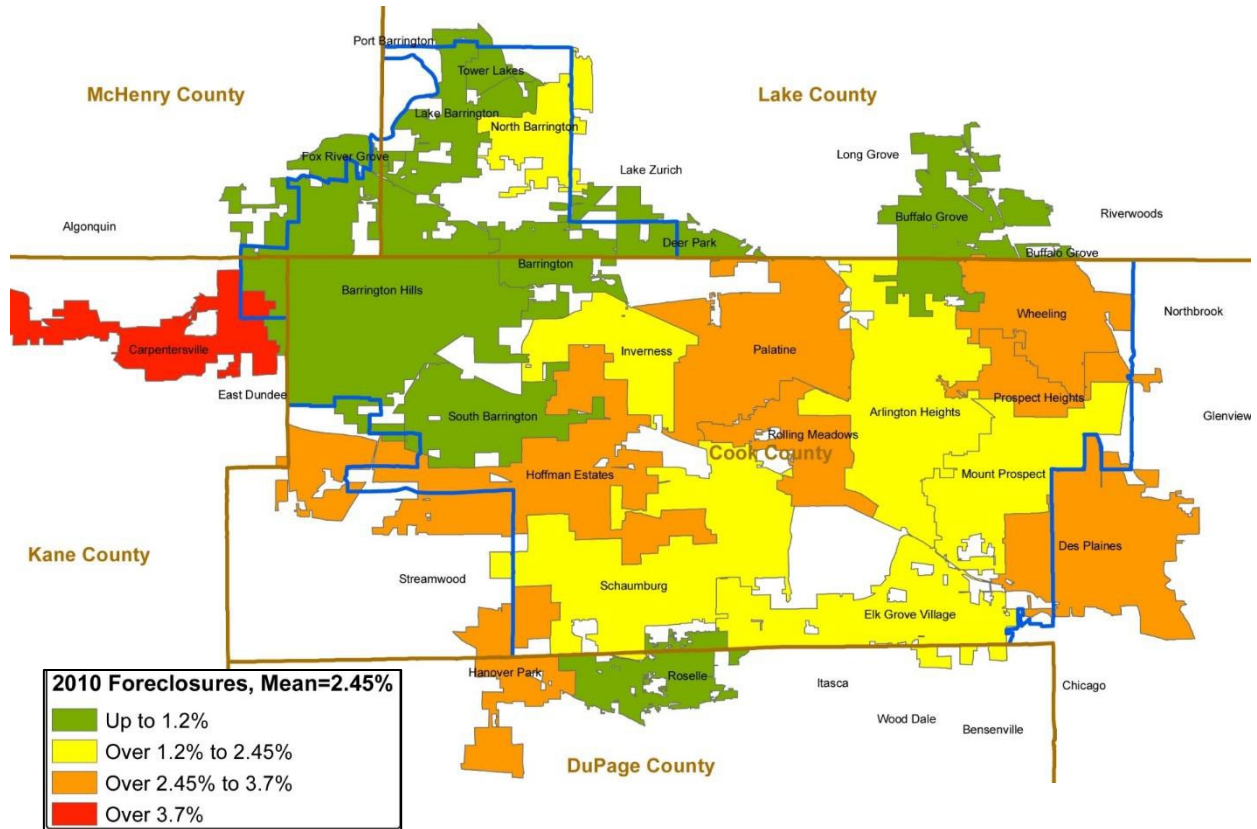 Port Barrington
Tower Lakes
McHenry County
Lake County
Lake Barrington
North Barrington
Fox River Grove
Long Grove
Lake Zurich
Algonquin
Buffalo Grove
Riverwoods
Deer Park
Buffalo Grove
Barrington
Barrington Hills
Northbrook
Wheeling
Carpentersville
Inverness
Palatine
East Dundee
Prospect Heights
South Barrington
Arlington Heights
Glenview
Rolling Meadows
Cook County
Hoffman Estates
Mount Prospect
Des Plaines
Kane County
Streamwood
Schaumburg
Elk Grove Village
Hanover Park
Roselle
Itasca
Chicago
Wood Dale
Bensenville
DuPage County
2010 Foreclosures, Mean=2.45%
Up to 1.2%
Over 1.2% to 2.45%
Over 2.45% to 3.7%
Over 3.7%